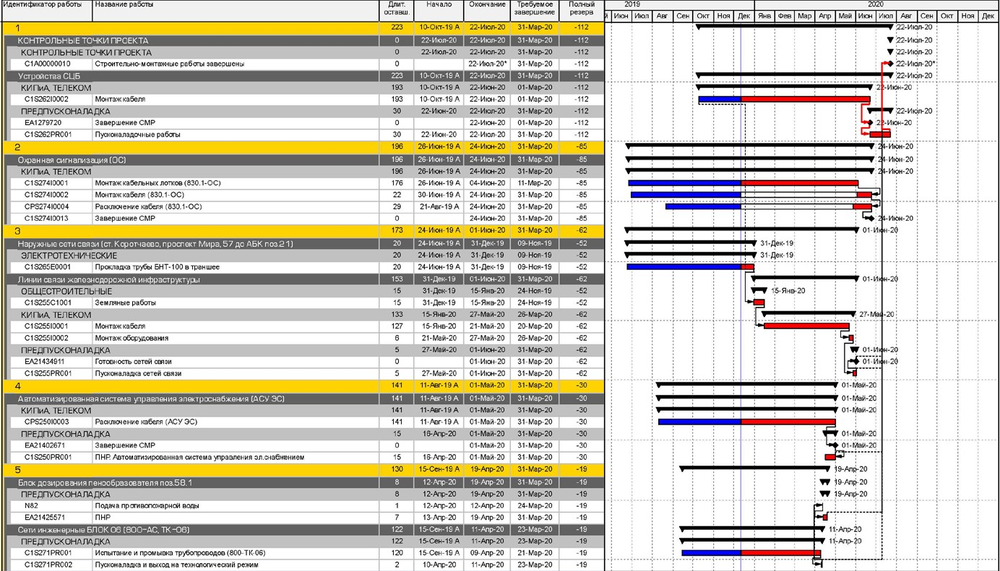 Идентификатор работы Название работы Длит. оставш. Начало Окончание Требуемое завершение Полный резерв 2019 2020
й Июн Июл Авг Сен Окт Ноя Дек Янв Фев Мар Апр Май Июн Июл Авг Сен Окт Ноя Дек
1 223 10-Окт-19 A 22-Июл-20 31-Мар-20 -112 22-Июл-20
КОНТРОЛЬНЫЕ ТОЧКИ ПРОЕКТА 0 22-Июл-20 22-Июл-20 31-Мар-20 -112 22-Июл-20
КОНТРОЛЬНЫЕ ТОЧКИ ПРОЕКТА 0 22-Июл-20 22-Июл-20 31-Мар-20 -112 22-Июл-20
C1A00000010 Строительно-монтажные работы завершены 0 22-Июл-20* 31-Мар-20 -112 22-Июл-20*
Устройства СЦБ 223 10-Окт-19 A 22-Июл-20 31-Мар-20 -112 22-Июл-20
КИПиА, ТЕЛЕКОМ 193 10-Окт-19 A 22-Июн-20 01-Мар-20 -112 22-Июн-20
C1S262I0002 Монтаж кабеля 193 10-Окт-19 A 22-Июн-20 01-Мар-20 -112
ПРЕДПУСКОНАЛАДКА 30 22-Июн-20 22-Июл-20 31-Мар-20 -112 22-Июл-20
EA1279720 Завершение СМР 0 22-Июн-20 01-Мар-20 -112 22-Июн-20
C1S262PR001 Пусконаладочные работы 30 22-Июн-20 22-Июл-20 31-Мар-20 -112
2 196 26-Июн-19 A 24-Июн-20 31-Мар-20 -85 24-Июн-20
Охранная сигнализация (ОС) 196 26-Июн-19 A 24-Июн-20 31-Мар-20 -85 24-Июн-20
КИПиА, ТЕЛЕКОМ 196 26-Июн-19 A 24-Июн-20 31-Мар-20 -85 24-Июн-20
C1S274I0001 Монтаж кабельных лотков (830.1-ОС) 176 26-Июн-19 A 04-Июн-20 11-Мар-20 -85
C1S274I0002 Монтаж кабеля (830.1-ОС) 22 30-Июн-19 A 24-Июн-20 31-Мар-20 -85
CPS274I0004 Расключение кабеля (830.1-ОС) 29 21-Авг-19 A 24-Июн-20 31-Мар-20 -85
C1S274I0013 Завершение СМР 0 24-Июн-20 31-Мар-20 -85 24-Июн-20
3 173 24-Июн-19 A 01-Июн-20 31-Мар-20 -62 01-Июн-20
Наружные сети связи (ст. Коротчаево, проспект Мира, 57 до АБК поз.21) 20 24-Июн-19 A 31-Дек-19 09-Ноя-19 -52 31-Дек-19
ЭЛЕКТРОТЕХНИЧЕСКИЕ 20 24-Июн-19 A 31-Дек-19 09-Ноя-19 -52 31-Дек-19
C1S265E0001 Прокладка трубы БНТ-100 в траншее 20 24-Июн-19 A 31-Дек-19 09-Ноя-19 -52
Линии связи железнодорожной инфраструктуры 153 31-Дек-19 01-Июн-20 31-Мар-20 -62 01-Июн-20
ОБЩЕСТРОИТЕЛЬНЫЕ 15 31-Дек-19 15-Янв-20 24-Ноя-19 -52 15-Янв-20
C1S255C1001 Земляные работы 15 31-Дек-19 15-Янв-20 24-Ноя-19 -52
КИПиА, ТЕЛЕКОМ 133 15-Янв-20 27-Май-20 26-Мар-20 -62 27-Май-20
C1S255I0001 Монтаж кабеля 127 15-Янв-20 21-Май-20 20-Мар-20 -62
C1S255I0002 Монтаж оборудования 6 21-Май-20 27-Май-20 26-Мар-20 -62
ПРЕДПУСКОНАЛАДКА 5 27-Май-20 01-Июн-20 31-Мар-20 -62 01-Июн-20
EA21434911 Готовность сетей связи 0 01-Июн-20 31-Мар-20 -62 01-Июн-20
C1S255PR001 Пусконаладка сетей связи 5 27-Май-20 01-Июн-20 31-Мар-20 -62
4 141 11-Авг-19 A 01-Май-20 31-Мар-20 -30 01-Май-20
Автоматизированная система управления электроснабжения (АСУ ЭС) 141 11-Авг-19 A 01-Май-20 31-Мар-20 -30 01-Май-20
КИПиА, ТЕЛЕКОМ 141 11-Авг-19 A 01-Май-20 31-Мар-20 -30 01-Май-20
CPS250I0003 Расключение кабеля (АСУ ЭС) 141 11-Авг-19 A 01-Май-20 31-Мар-20 -30
ПРЕДПУСКОНАЛАДКА 15 16-Апр-20 01-Май-20 31-Мар-20 -30 01-Май-20
EA21402671 Завершение СМР 0 01-Май-20 31-Мар-20 -30 01-Май-20
C1S250PR001 ПНР. Автоматизированная система управления эл.снабжением 15 16-Апр-20 01-Май-20 31-Мар-20 -30
5 130 15-Сен-19 A 19-Апр-20 31-Мар-20 -19 19-Апр-20
Блок дозирования пенообразователя поз.58.1 8 12-Апр-20 19-Апр-20 31-Мар-20 -19 19-Апр-20
ПРЕДПУСКОНАЛАДКА 8 12-Апр-20 19-Апр-20 31-Мар-20 -19 19-Апр-20
N82 Подача противопожарной воды 1 12-Апр-20 12-Апр-20 24-Мар-20 -19
EA21425571 ПНР 7 13-Апр-20 19-Апр-20 31-Мар-20 -19
Сети инженерные БЛОК 06 (800-АС, ТК-06) 122 15-Сен-19 A 11-Апр-20 23-Мар-20 -19 11-Апр-20
ПРЕДПУСКОНАЛАДКА 122 15-Сен-19 A 11-Апр-20 23-Мар-20 -19 11-Апр-20
C1S271PR001 Испытание и промывка трубопроводов (800-ТК-06) 120 15-Сен-19 A 09-Апр-20 21-Мар-20 -19
C1S271PR002 Пусконаладка и выход на технологический режим 2 10-Апр-20 11-Апр-20 23-Мар-20 -19